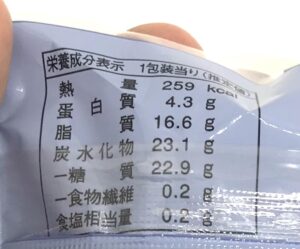 栄養成分表示 1包装当り(推定値)
熱量 259 kcal
蛋白質 4.3 g
脂質 16.6 g
炭水化物 23.1 g
－糖質 22.9 g
－食物繊維 0.2 g
食塩相当量 0.2 g